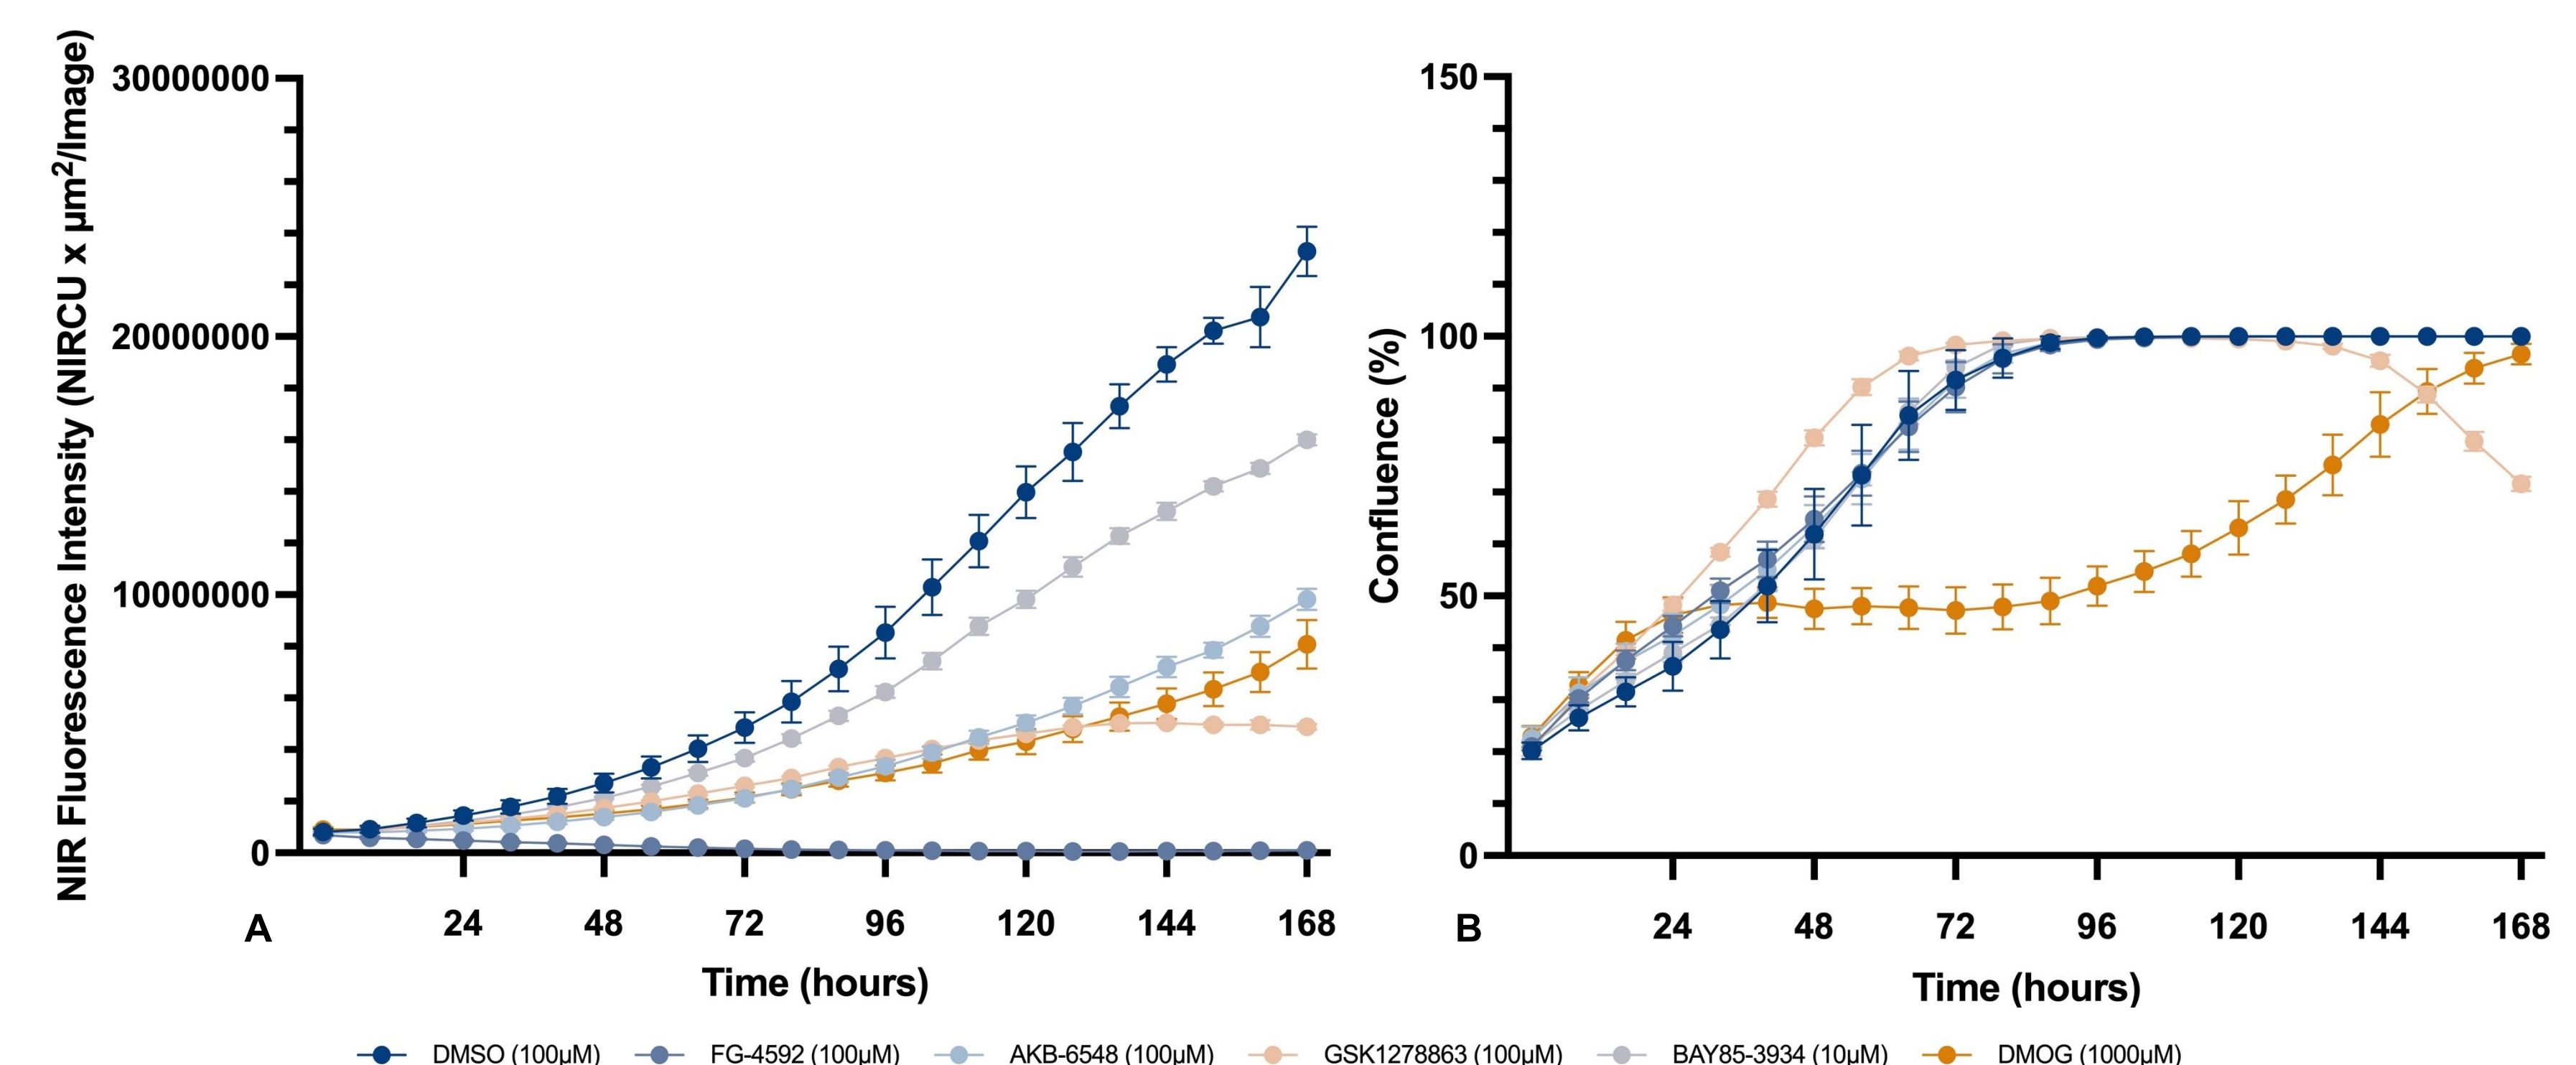 NIR Fluorescence Intensity (NIRCU x µm²/Image)
30000000
20000000
10000000
0
24 48 72 96 120 144 168
A
Time (hours)
Confluence (%)
150
100
50
0
24 48 72 96 120 144 168
B
Time (hours)
DMSO (100µM) FG-4592 (100µM) AKB-6548 (100µM) GSK1278863 (100µM) BAY85-3934 (10µM) DMOG (1000µM)